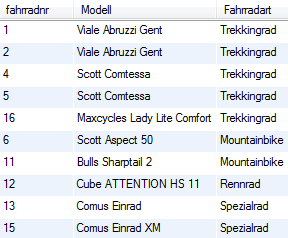 fahrradnr Modell Fahrradart
1 Viale Abruzzi Gent Trekkingrad
2 Viale Abruzzi Gent Trekkingrad
4 Scott Comtessa Trekkingrad
5 Scott Comtessa Trekkingrad
16 Maxcycles Lady Lite Comfort Trekkingrad
6 Scott Aspect 50 Mountainbike
11 Bulls Sharptail 2 Mountainbike
12 Cube ATTENTION HS 11 Rennrad
13 Comus Einrad Spezialrad
15 Comus Einrad XM Spezialrad